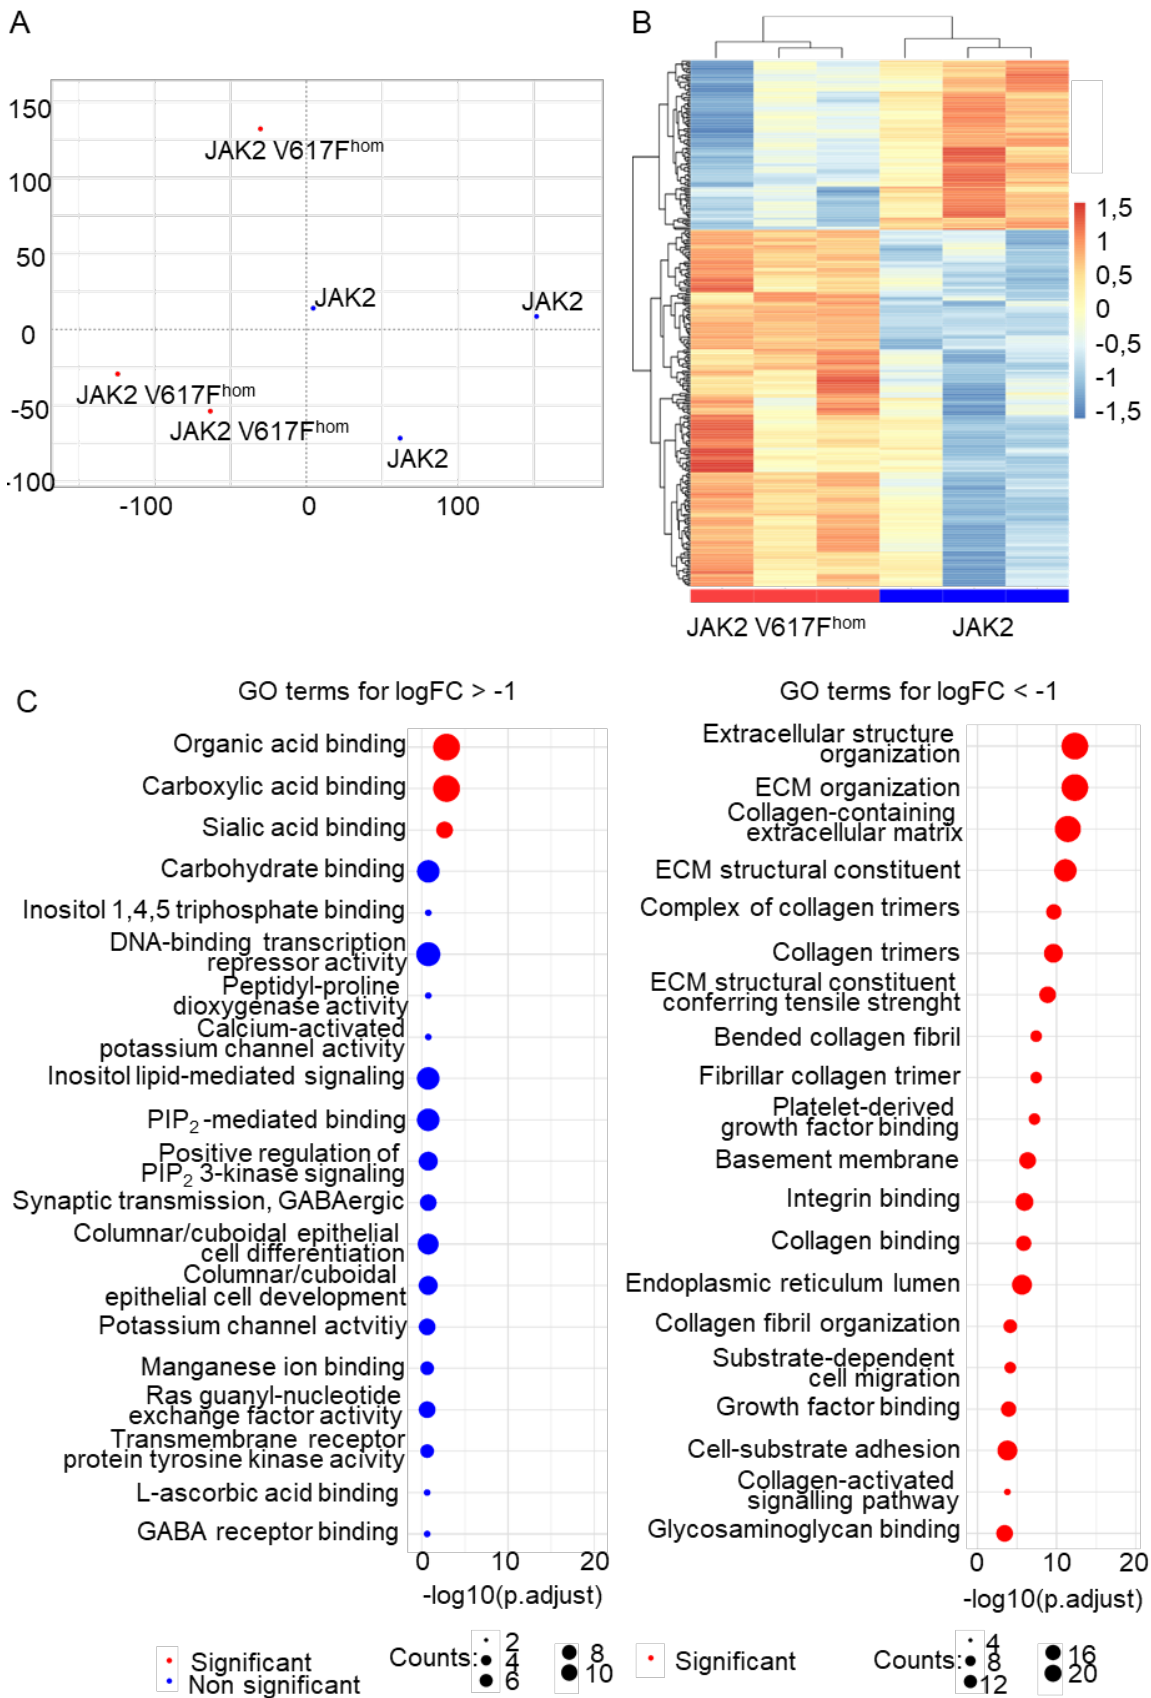 A
150
100
50
0
-50
-100
-100
0
100
JAK2 V617Fhom
JAK2
JAK2
JAK2 V617Fhom
JAK2 V617Fhom
JAK2
B
1,5
1
0,5
0
-0,5
-1
-1,5
JAK2 V617Fhom
JAK2
C
GO terms for logFC > -1
Organic acid binding
Carboxylic acid binding
Sialic acid binding
Carbohydrate binding
Inositol 1,4,5 triphosphate binding
DNA-binding transcription
repressor activity
Peptidyl-proline
dioxygenase activity
Calcium-activated
potassium channel activity
Inositol lipid-mediated signaling
PIP2-mediated binding
Positive regulation of
PIP2 3-kinase signaling
Synaptic transmission, GABAergic
Columnar/cuboidal epithelial
cell differentiation
Columnar/cuboidal
epithelial cell development
Potassium channel actvitiy
Manganese ion binding
Ras guanyl-nucleotide
exchange factor activity
Transmembrane receptor
protein tyrosine kinase acivity
L-ascorbic acid binding
GABA receptor binding
0
10
20
-log10(p.adjust)
Significant
Non significant
Counts:
2
4
6
8
10
GO terms for logFC < -1
Extracellular structure
organization
ECM organization
Collagen-containing
extracellular matrix
ECM structural constituent
Complex of collagen trimers
Collagen trimers
ECM structural constituent
conferring tensile strenght
Bended collagen fibril
Fibrillar collagen trimer
Platelet-derived
growth factor binding
Basement membrane
Integrin binding
Collagen binding
Endoplasmic reticulum lumen
Collagen fibril organization
Substrate-dependent
cell migration
Growth factor binding
Cell-substrate adhesion
Collagen-activated
signalling pathway
Glycosaminoglycan binding
0
10
20
-log10(p.adjust)
Significant
Counts:
4
8
12
16
20